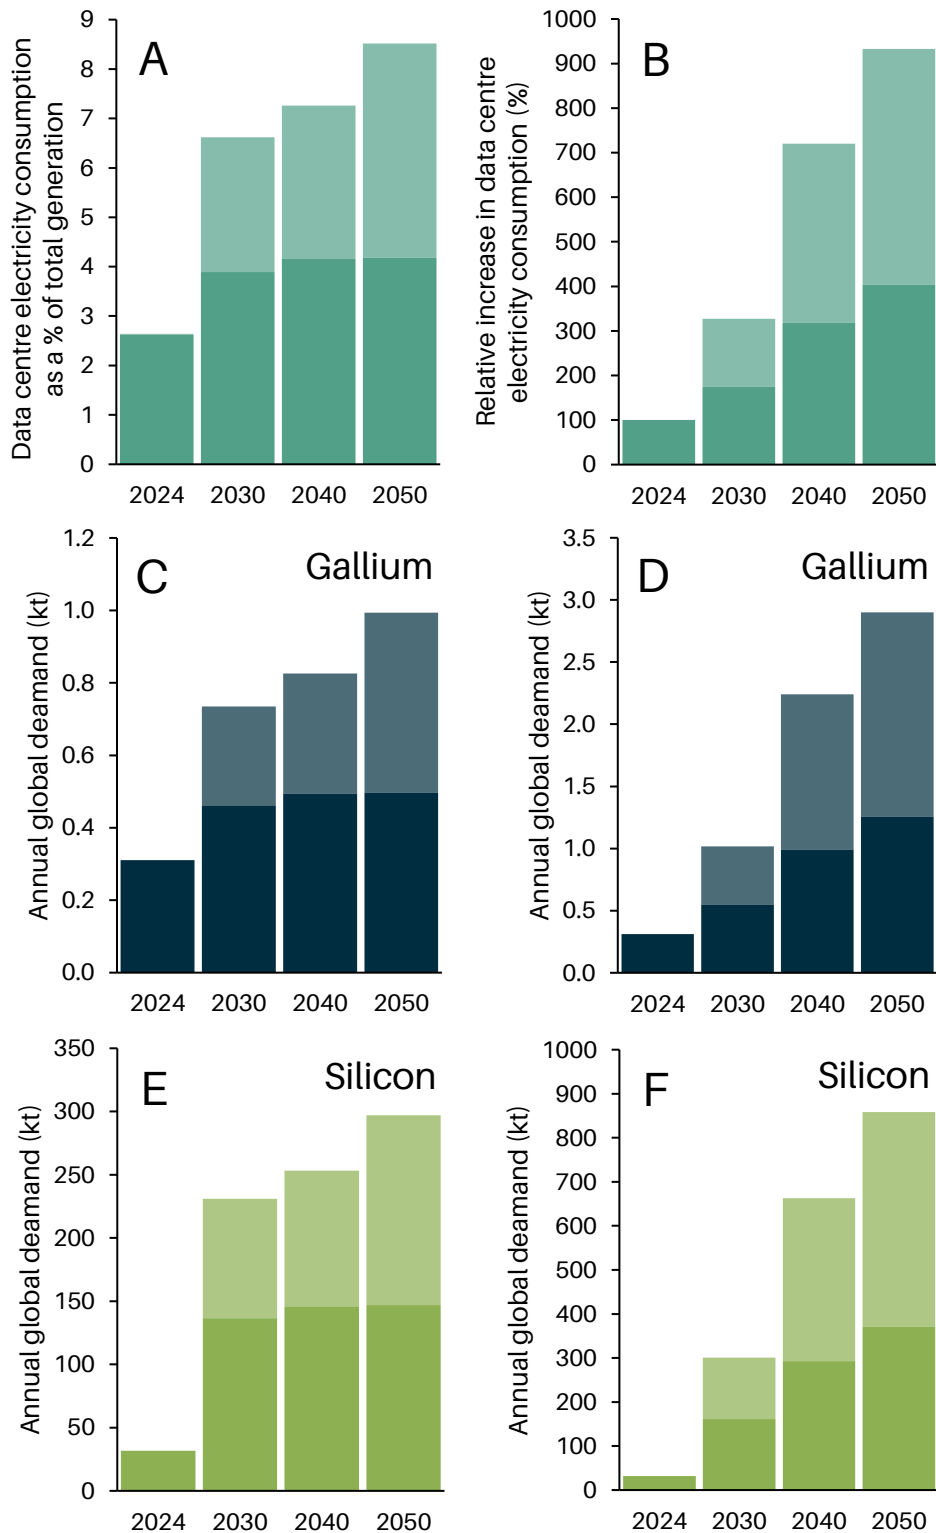 Data centre electricity consumption
as a % of total generation
9
8
7
6
5
4
3
2
1
0
A
2024 2030 2040 2050
Relative increase in data centre
electricity consumption (%)
1000
900
800
700
600
500
400
300
200
100
0
B
2024 2030 2040 2050
Annual global deamand (kt)
1.2
1.0
0.8
0.6
0.4
0.2
0.0
C Gallium
2024 2030 2040 2050
Annual global deamand (kt)
3.5
3.0
2.5
2.0
1.5
1.0
0.5
0.0
D Gallium
2024 2030 2040 2050
Annual global deamand (kt)
350
300
250
200
150
100
50
0
E Silicon
2024 2030 2040 2050
Annual global deamand (kt)
1000
900
800
700
600
500
400
300
200
100
0
F Silicon
2024 2030 2040 2050